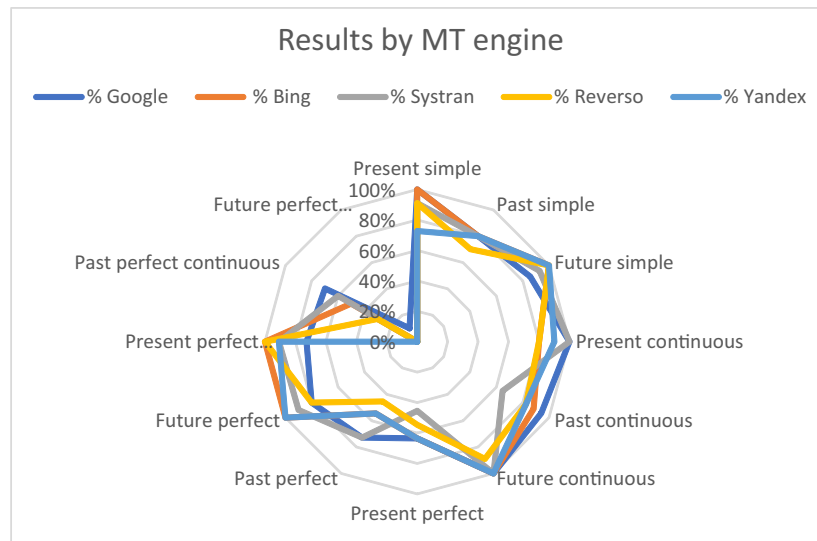 Results by MT engine
% Google % Bing % Systran % Reverso % Yandex
Present simple
100% Past simple
Future perfect... 80%
60% Future simple
Past perfect continuous 40%
20%
Present perfect... 0% Present continuous
Future perfect Past continuous
Past perfect Future continuous
Present perfect